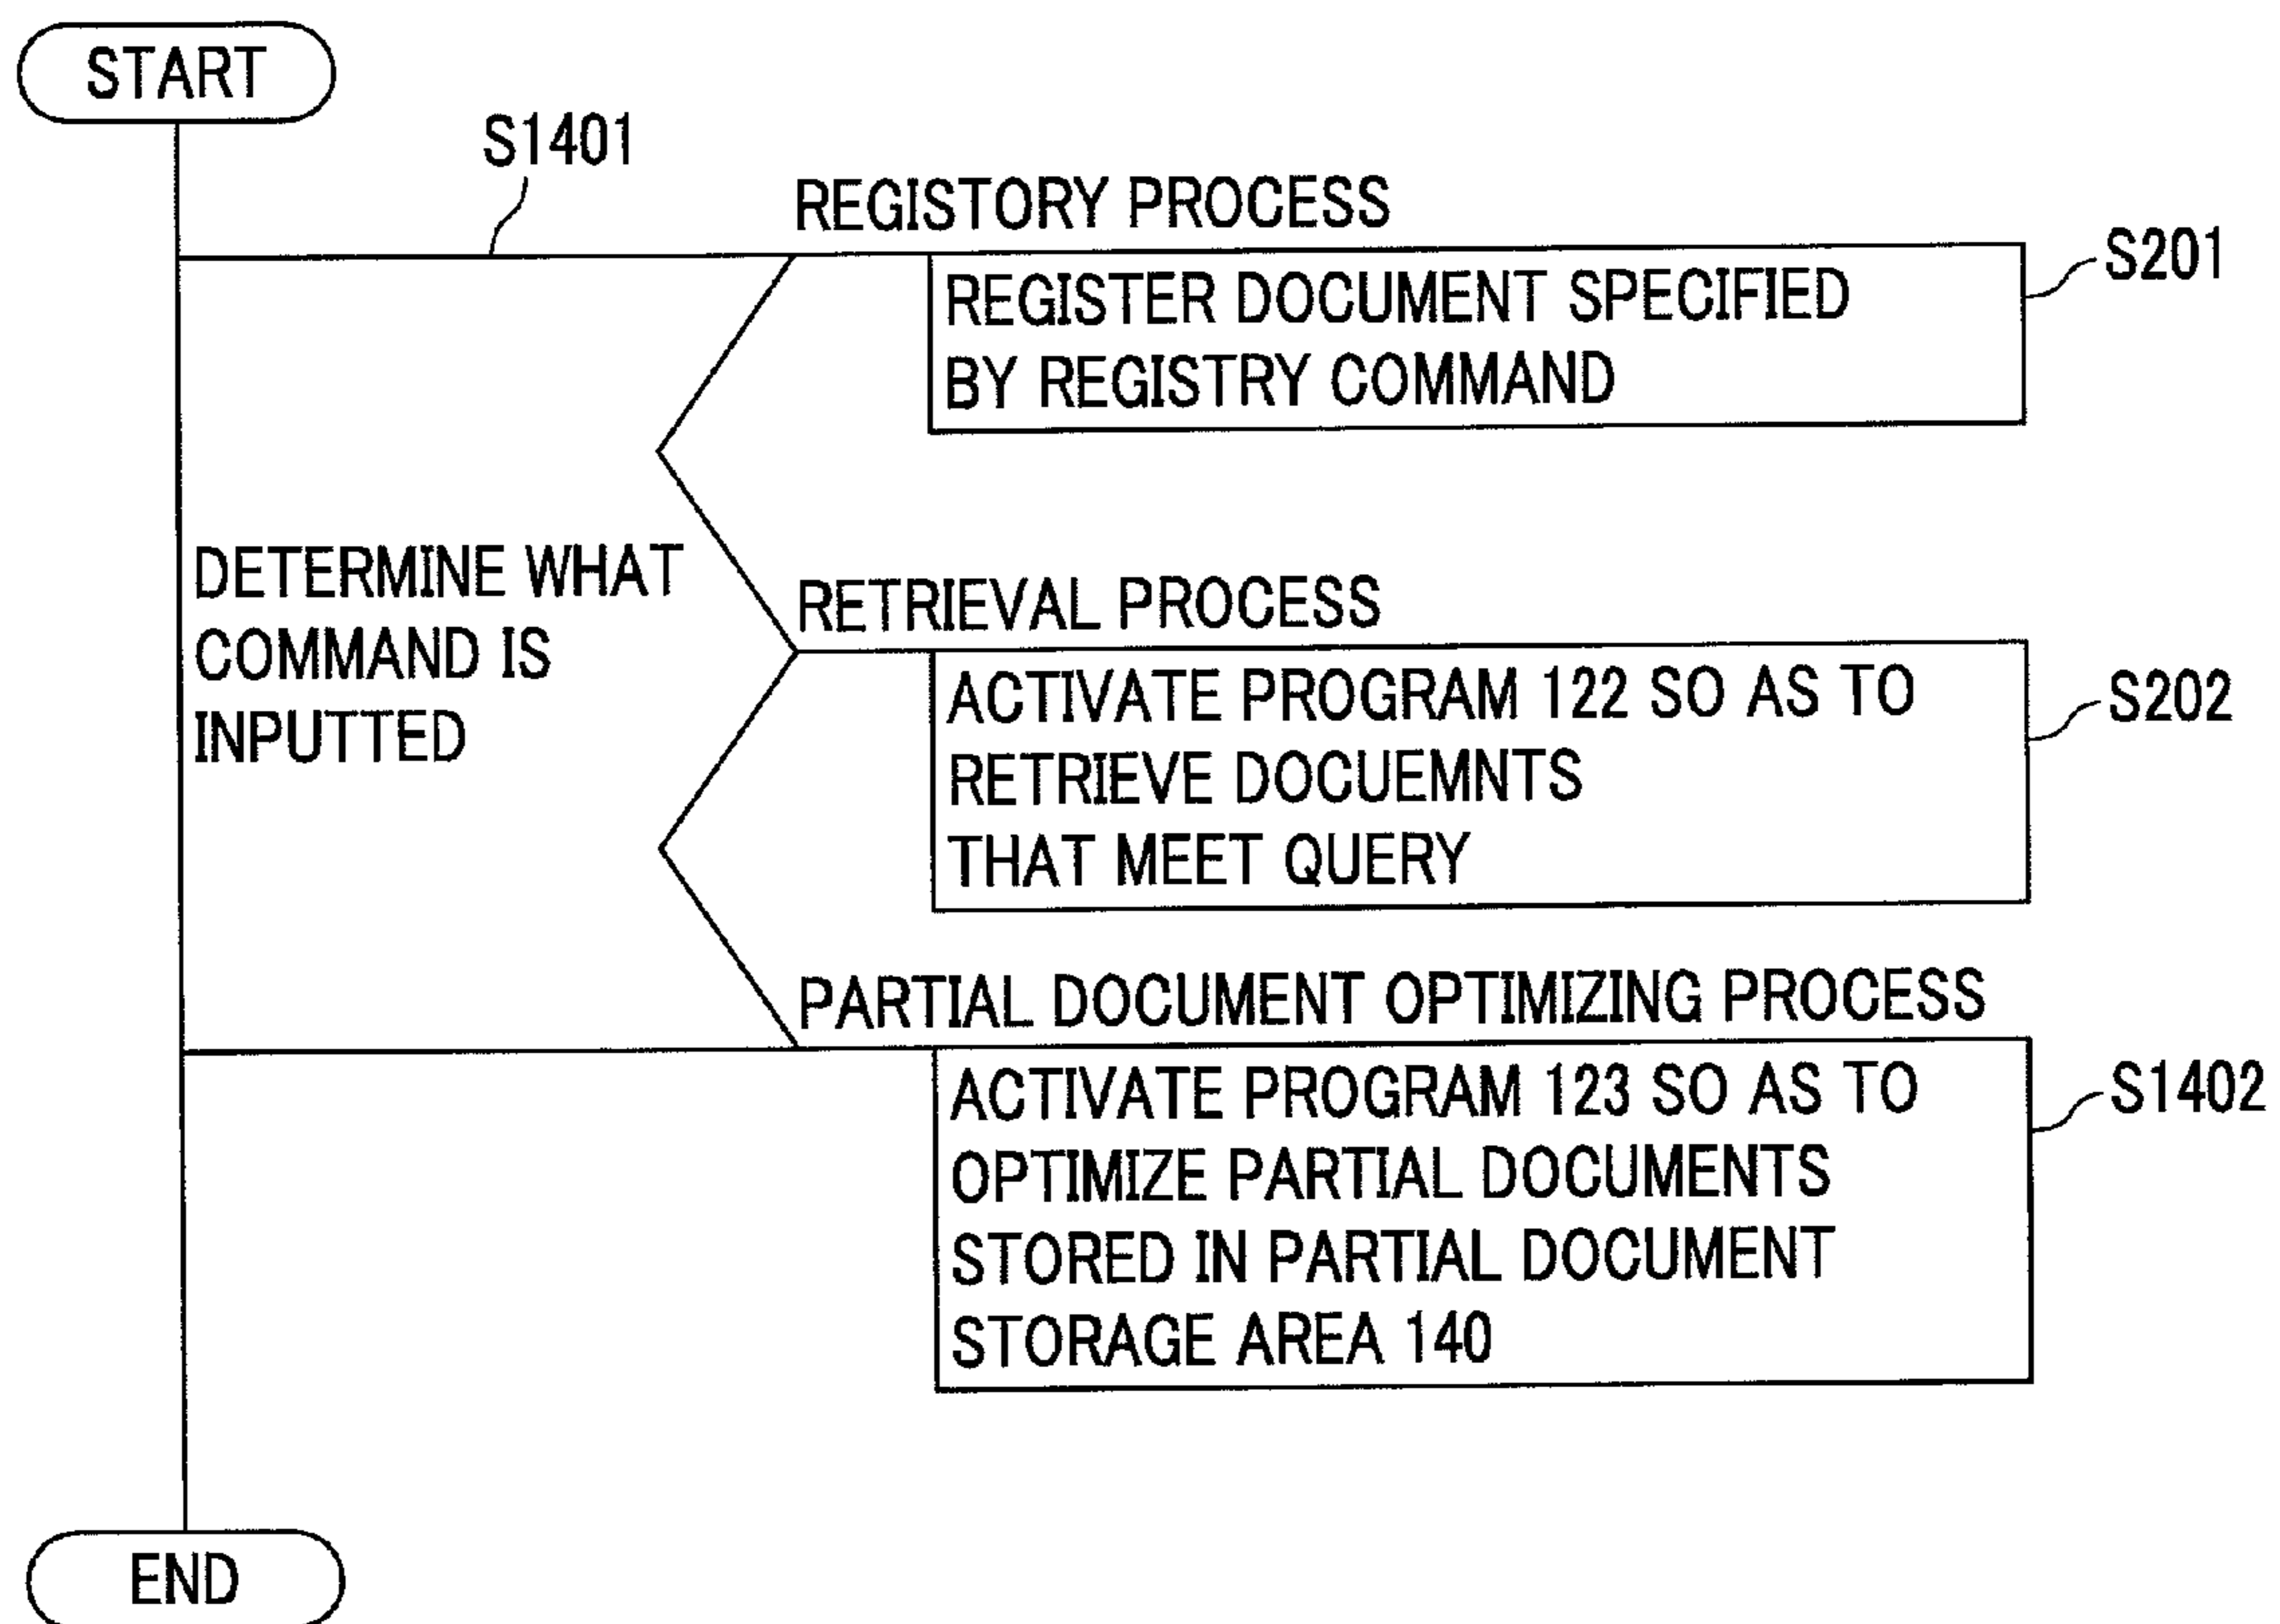 START
S1401
REGISTORY PROCESS
S201
REGISTER DOCUMENT SPECIFIED
BY REGISTRY COMMAND
DETERMINE WHAT
COMMAND IS
INPUTTED
RETRIEVAL PROCESS
S202
ACTIVATE PROGRAM 122 SO AS TO
RETRIEVE DOCUEMNTS
THAT MEET QUERY
PARTIAL DOCUMENT OPTIMIZING PROCESS
S1402
ACTIVATE PROGRAM 123 SO AS TO
OPTIMIZE PARTIAL DOCUMENTS
STORED IN PARTIAL DOCUMENT
STORAGE AREA 140
END